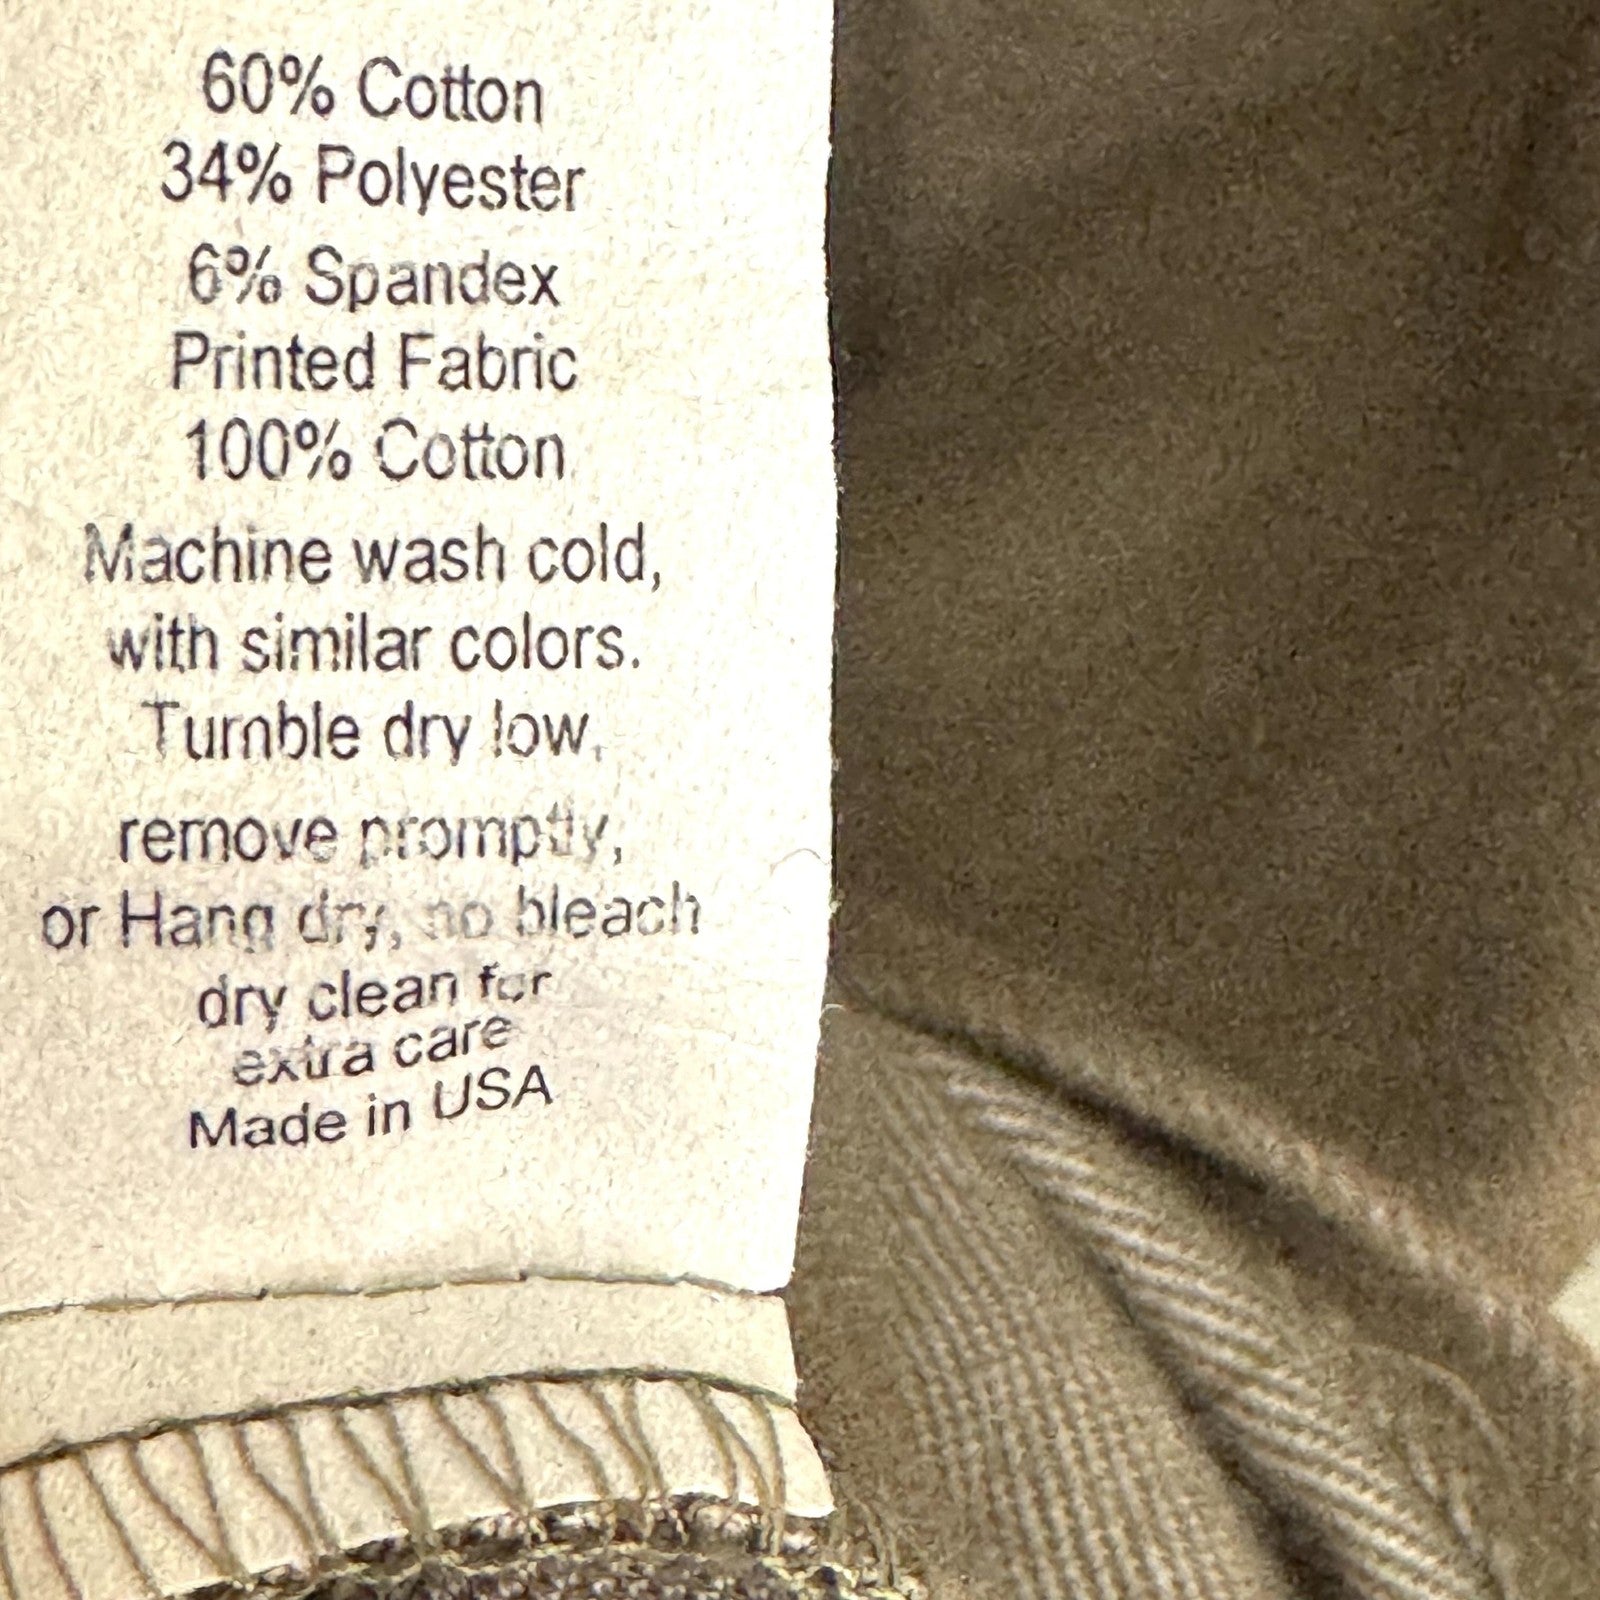 60% Cotton
34% Polyester
6% Spandex
Printed Fabric
100% Cotton
Machine wash cold,
with similar colors.
Tumble dry low,
remove promptly,
or Hang dry, no bleach
dry clean for
extra care
Made in USA